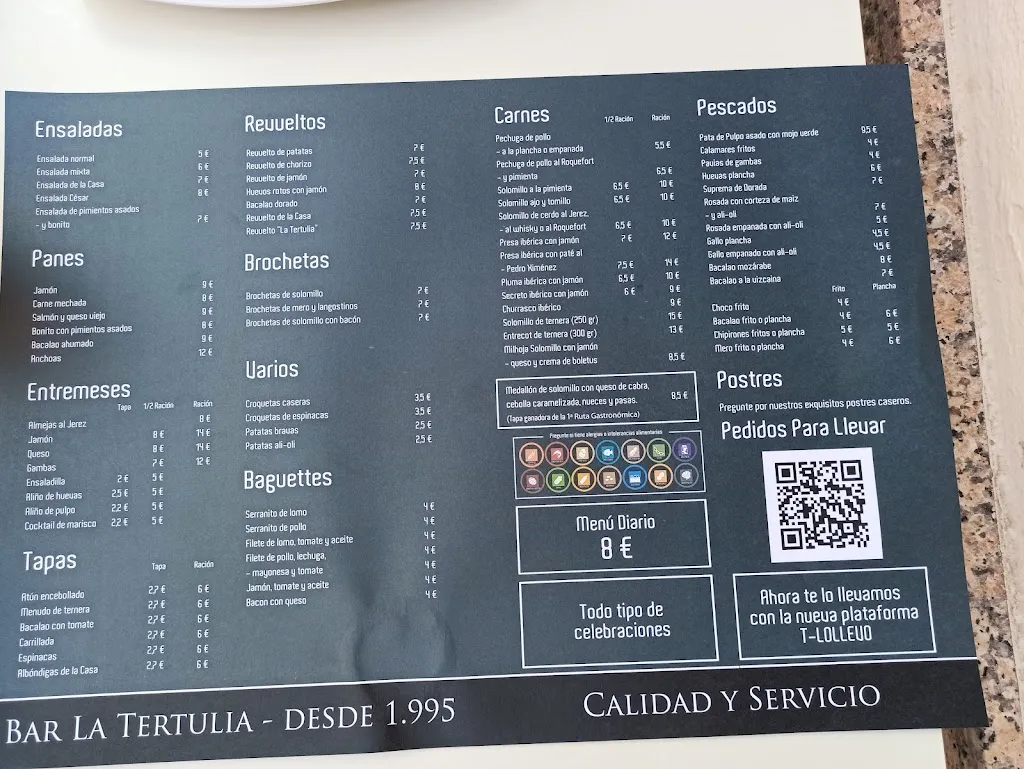 Ensaladas
Ensalada normal 5 €
Ensalada mixta 6 €
Ensalada de la Casa 7 €
Ensalada César 8 €
Ensalada de pimientos asados
- y bonito 7 €
Panes
Jamón 9 €
Carne mechada 8 €
Salmón y queso viejo 9 €
Bonito con pimientos asados 8 €
Bacalao ahumado 9 €
Anchoas 12 €
Entremeses
Tapa 1/2 Ración Ración
Almejas al Jerez 8 €
Jamón 8 € 14 €
Queso 8 € 14 €
Gambas 7 € 12 €
Ensaladilla 2 € 5 €
Aliño de huevas 2,5 € 5 €
Aliño de pulpo 2,2 € 5 €
Cocktail de marisco 2,2 € 5 €
Tapas
Tapa Ración
Atún encebollado 2,7 € 6 €
Menudo de ternera 2,7 € 6 €
Bacalao con tomate 2,7 € 6 €
Carrillada 2,7 € 6 €
Espinacas 2,7 € 6 €
Albóndigas de la Casa 2,7 € 6 €
Revueltos
Revuelto de patatas 7 €
Revuelto de chorizo 7,5 €
Revuelto de jamón 7 €
Huevos rotos con jamón 8 €
Bacalao dorado 7 €
Revuelto de la Casa 7,5 €
Revuelto "La Tertulia" 7,5 €
Brochetas
Brochetas de solomillo 7 €
Brochetas de mero y langostinos 7 €
Brochetas de solomillo con bacón 7 €
Varios
Croquetas caseras 3,5 €
Croquetas de espinacas 3,5 €
Patatas bravas 2,5 €
Patatas ali-oli 2,5 €
Baguettes
Serranito de lomo 4 €
Serranito de pollo 4 €
Filete de lomo, tomate y aceite 4 €
Filete de pollo, lechuga,
- mayonesa y tomate 4 €
Jamón, tomate y aceite 4 €
Bacon con queso 4 €
Carnes
1/2 Ración Ración
Pechuga de pollo
- a la plancha o empanada 5,5 €
Pechuga de pollo al Roquefort
- y pimienta 6,5 €
Solomillo a la pimienta 6,5 € 10 €
Solomillo ajo y tomillo 6,5 € 10 €
Solomillo de cerdo al Jerez,
- al whisky o al Roquefort 6,5 € 10 €
Presa ibérica con jamón 7 € 12 €
Presa ibérica con paté al
- Pedro Ximénez 7,5 € 14 €
Pluma ibérica con jamón 6,5 € 10 €
Secreto ibérico con jamón 6 € 9 €
Churrasco ibérico 9 €
Solomillo de ternera (250 gr) 15 €
Entrecot de ternera (300 gr) 13 €
Milhoja Solomillo con jamón
- queso y crema de boletus 8,5 €
Medallón de solomillo con queso de cabra,
cebolla caramelizada, nueces y pasas. 8,5 €
(Tapa ganadora de la 1ª Ruta Gastronómica)
Pregunte si tiene alergias o intolerancias alimentarias
Menú Diario
8 €
Todo tipo de
celebraciones
Pescados
Pata de Pulpo asado con mojo verde 9,5 €
Calamares fritos 4 €
Pavías de gambas 4 €
Huevas plancha 6 €
Suprema de Dorada 7 €
Rosada con corteza de maíz
- y ali-oli 7 €
Rosada empanada con ali-oli 5 €
Gallo plancha 4,5 €
Gallo empanado con ali-oli 4,5 €
Bacalao mozárabe 8 €
Bacalao a la vizcaína 7 €
Frito Plancha
Choco frito 4 €
Bacalao frito o plancha 4 € 6 €
Chipirones fritos o plancha 5 € 5 €
Mero frito o plancha 4 € 6 €
Postres
Pregunte por nuestros exquisitos postres caseros.
Pedidos Para Llevar
Ahora te lo llevamos
con la nueva plataforma
T-LOLLEVO
BAR LA TERTULIA - DESDE 1.995
CALIDAD Y SERVICIO